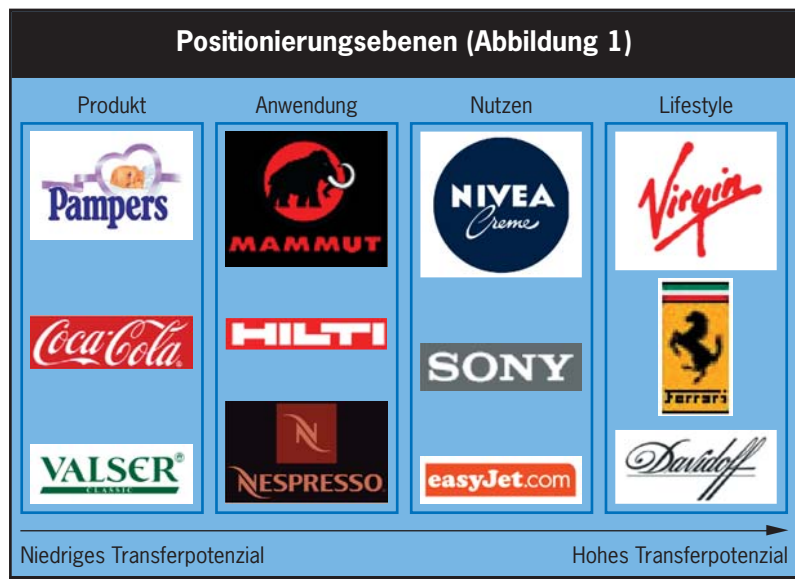 Positionierungsebenen (Abbildung 1)
Produkt
Anwendung
Nutzen
Lifestyle
Pampers
MAMMUT
NIVEA
Creme
Virgin
Coca-Cola®
HILTI
SONY
Ferrari
VALSER®
CLASSIC
N
NESPRESSO.
easyJet.com
Davidoff
Niedriges Transferpotenzial
Hohes Transferpotenzial